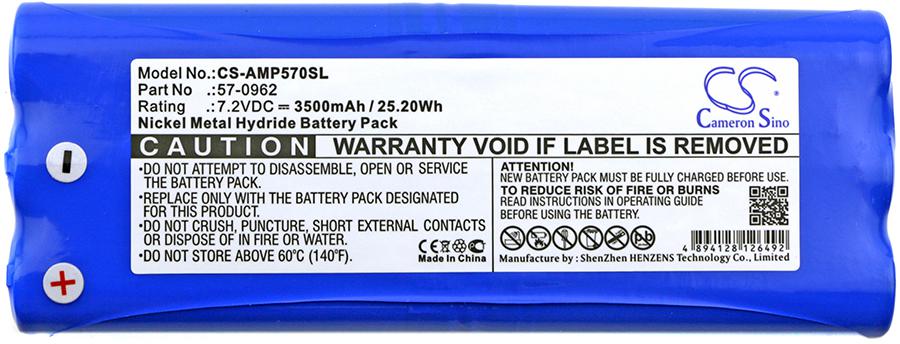 Model No.:CS-AMP570SL
Part No .:57-0962
Rating .:7.2VDC ⎓ 3500mAh / 25.20Wh
Nickel Metal Hydride Battery Pack
CS
Cameron Sino
CAUTION WARRANTY VOID IF LABEL IS REMOVED
•DO NOT ATTEMPT TO DISASSEMBLE, OPEN OR SERVICE
THE BATTERY PACK.
•REPLACE ONLY WITH THE BATTERY PACK DESIGNATED
FOR THIS PRODUCT.
•DO NOT CRUSH, PUNCTURE, SHORT EXTERNAL CONTACTS
OR DISPOSE OF IN FIRE OR WATER.
•DO NOT STORE ABOVE 60℃ (140℉).
CE
Made in China
ATTENTION!
NEW BATTERY PACK MUST BE FULLY CHARGED BEFORE USE.
TO REDUCE RISK OF FIRE OR BURNS
READ INSTRUCTIONS IN OPERATING GUIDE
BEFORE USING THE BATTERY.
4 894128 126492
Manufacturer by : ShenZhen HENZENS Technology Co., Limited
-
+